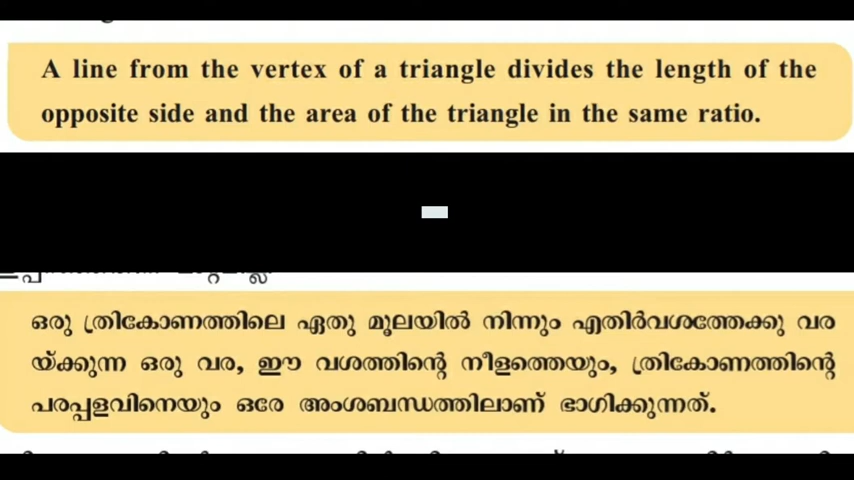 A line from the vertex of a triangle divides the length of the
opposite side and the area of the triangle in the same ratio.
ഒരു ത്രികോണത്തിലെ ഏതു മൂലയിൽ നിന്നും എതിർവശത്തേക്കു വര
യ്ക്കുന്ന ഒരു വര, ഈ വശത്തിന്റെ നീളത്തെയും, ത്രികോണത്തിന്റെ
പരപ്പളവിനെയും ഒരേ അംശബന്ധത്തിലാണ് ഭാഗിക്കുന്നത്.